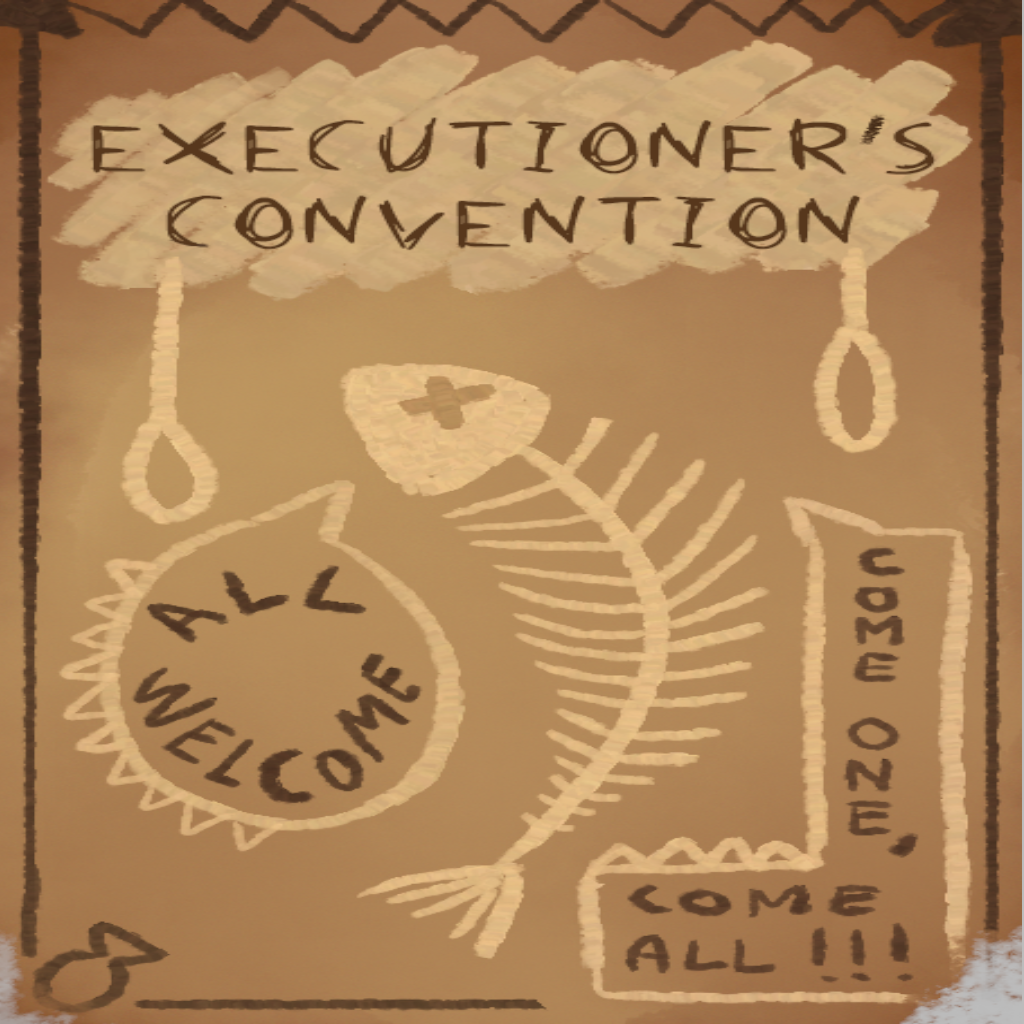 EXECUTIONER'S
CONVENTION
ALL
WELCOME
COME ONE,
COME
ALL!!!